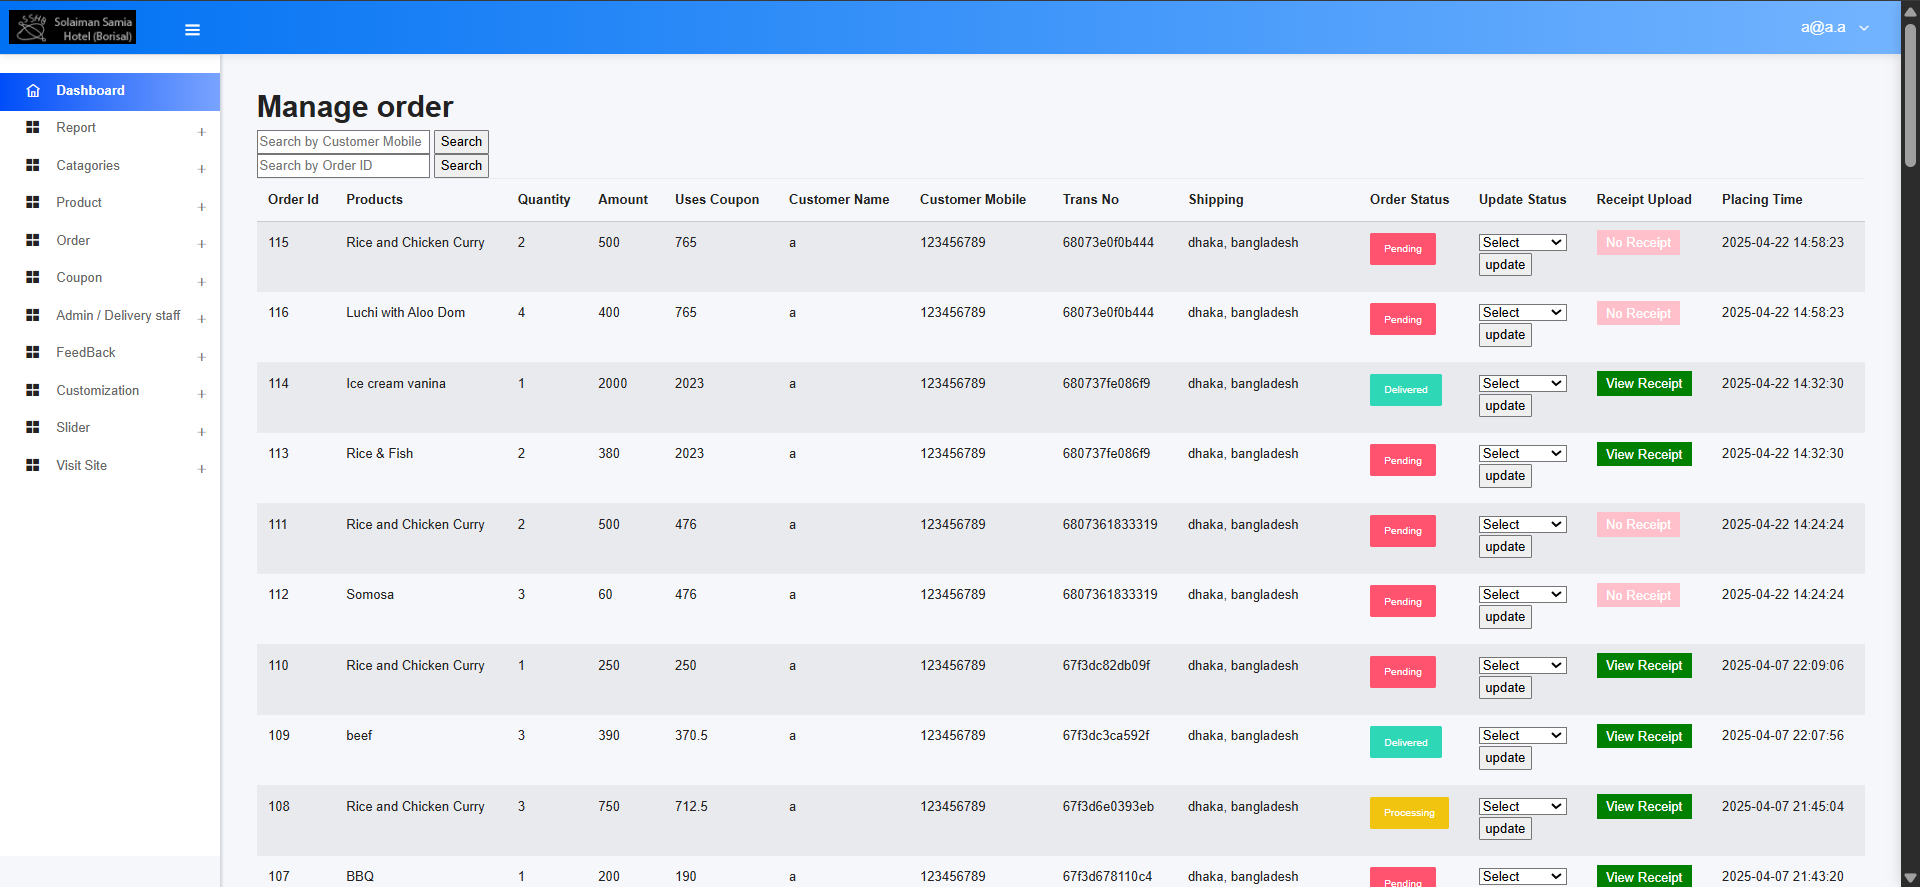 Solaiman Samia
Hotel (Borisal)
a@a.a
Dashboard
Report
Catagories
Product
Order
Coupon
Admin / Delivery staff
FeedBack
Customization
Slider
Visit Site
Manage order
Search by Customer Mobile Search
Search by Order ID Search
Order Id Products Quantity Amount Uses Coupon Customer Name Customer Mobile Trans No Shipping Order Status Update Status Receipt Upload Placing Time
115 Rice and Chicken Curry 2 500 765 a 123456789 68073e0f0b444 dhaka, bangladesh Pending Select No Receipt 2025-04-22 14:58:23
update
116 Luchi with Aloo Dom 4 400 765 a 123456789 68073e0f0b444 dhaka, bangladesh Pending Select No Receipt 2025-04-22 14:58:23
update
114 Ice cream vanina 1 2000 2023 a 123456789 680737fe086f9 dhaka, bangladesh Delivered Select View Receipt 2025-04-22 14:32:30
update
113 Rice & Fish 2 380 2023 a 123456789 680737fe086f9 dhaka, bangladesh Pending Select View Receipt 2025-04-22 14:32:30
update
111 Rice and Chicken Curry 2 500 476 a 123456789 6807361833319 dhaka, bangladesh Pending Select No Receipt 2025-04-22 14:24:24
update
112 Somosa 3 60 476 a 123456789 6807361833319 dhaka, bangladesh Pending Select No Receipt 2025-04-22 14:24:24
update
110 Rice and Chicken Curry 1 250 250 a 123456789 67f3dc82db09f dhaka, bangladesh Pending Select View Receipt 2025-04-07 22:09:06
update
109 beef 3 390 370.5 a 123456789 67f3dc3ca592f dhaka, bangladesh Delivered Select View Receipt 2025-04-07 22:07:56
update
108 Rice and Chicken Curry 3 750 712.5 a 123456789 67f3d6e0393eb dhaka, bangladesh Processing Select View Receipt 2025-04-07 21:45:04
update
107 BBQ 1 200 190 a 123456789 67f3d678110c4 dhaka, bangladesh Pending Select View Receipt 2025-04-07 21:43:20